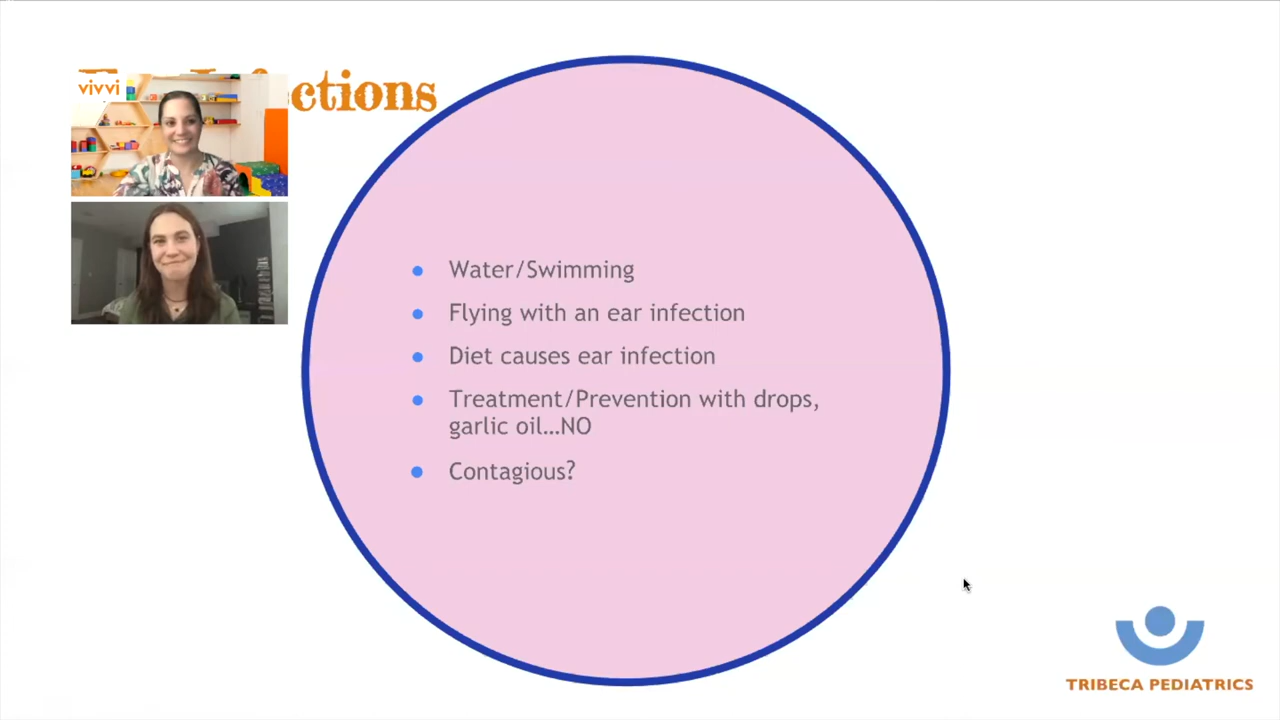 vivvi
ctions
Water/Swimming
Flying with an ear infection
Diet causes ear infection
Treatment/Prevention with drops,
garlic oil...NO
Contagious?
TRIBECA PEDIATRICS